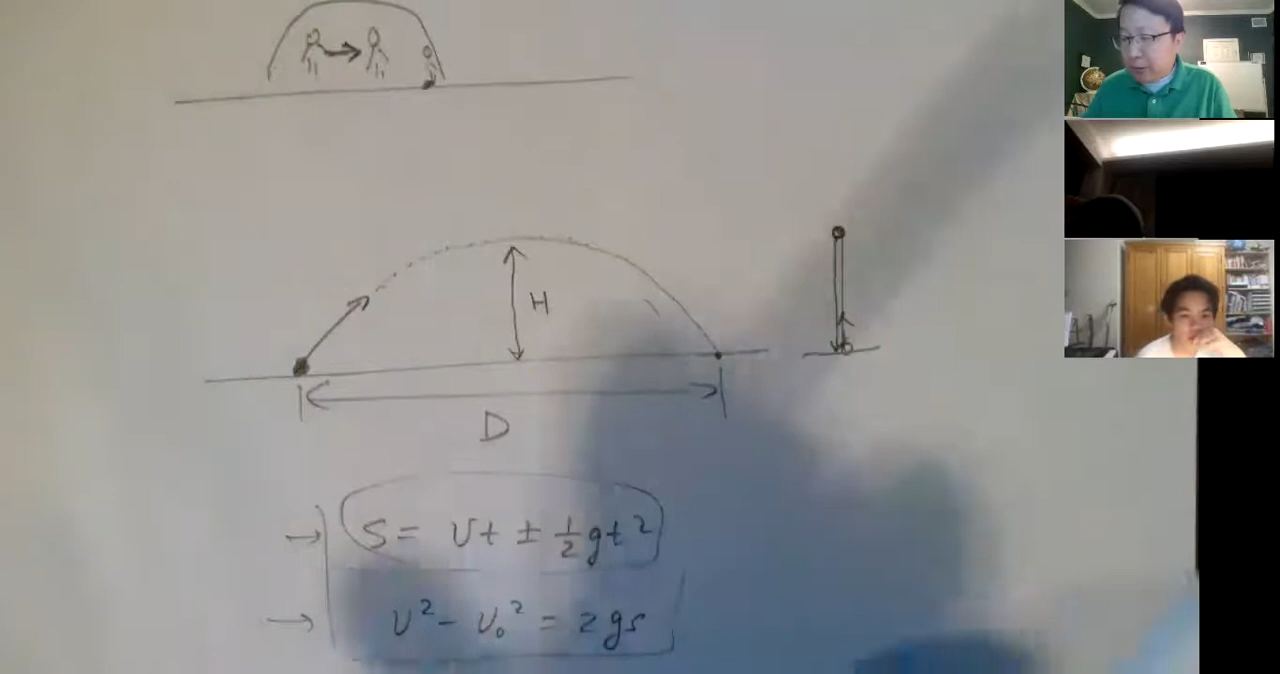 H
D
→ S = vt ± ½gt²
→ v² - v₀² = 2gs